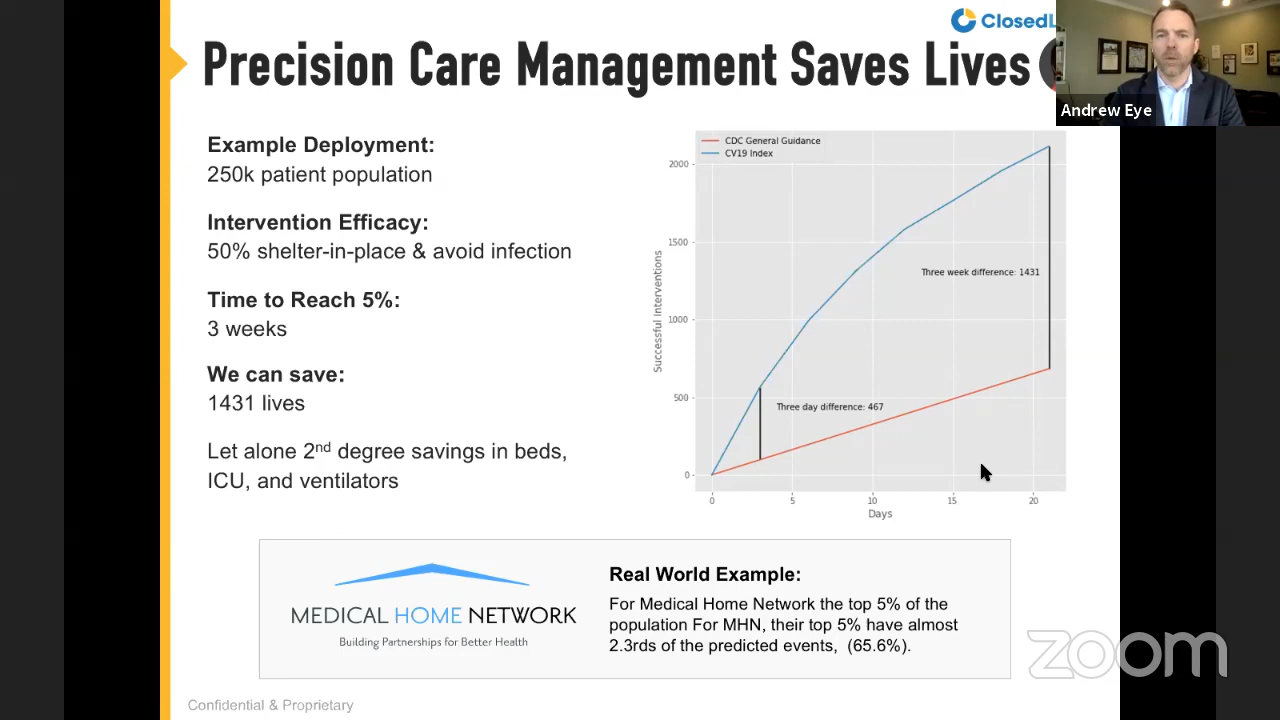 ClosedL
Precision Care Management Saves Lives
Andrew Eye
Example Deployment:
250k patient population
Intervention Efficacy:
50% shelter-in-place & avoid infection
Time to Reach 5%:
3 weeks
We can save:
1431 lives
Let alone 2nd degree savings in beds,
ICU, and ventilators
CDC General Guidance
CV19 Index
2000
1500
1000
500
0
Successful Interventions
Three week difference: 1431
Three day difference: 467
0 5 10 15 20
Days
MEDICAL HOME NETWORK
Building Partnerships for Better Health
Real World Example:
For Medical Home Network the top 5% of the
population For MHN, their top 5% have almost
2.3rds of the predicted events, (65.6%).
zoom
Confidential & Proprietary